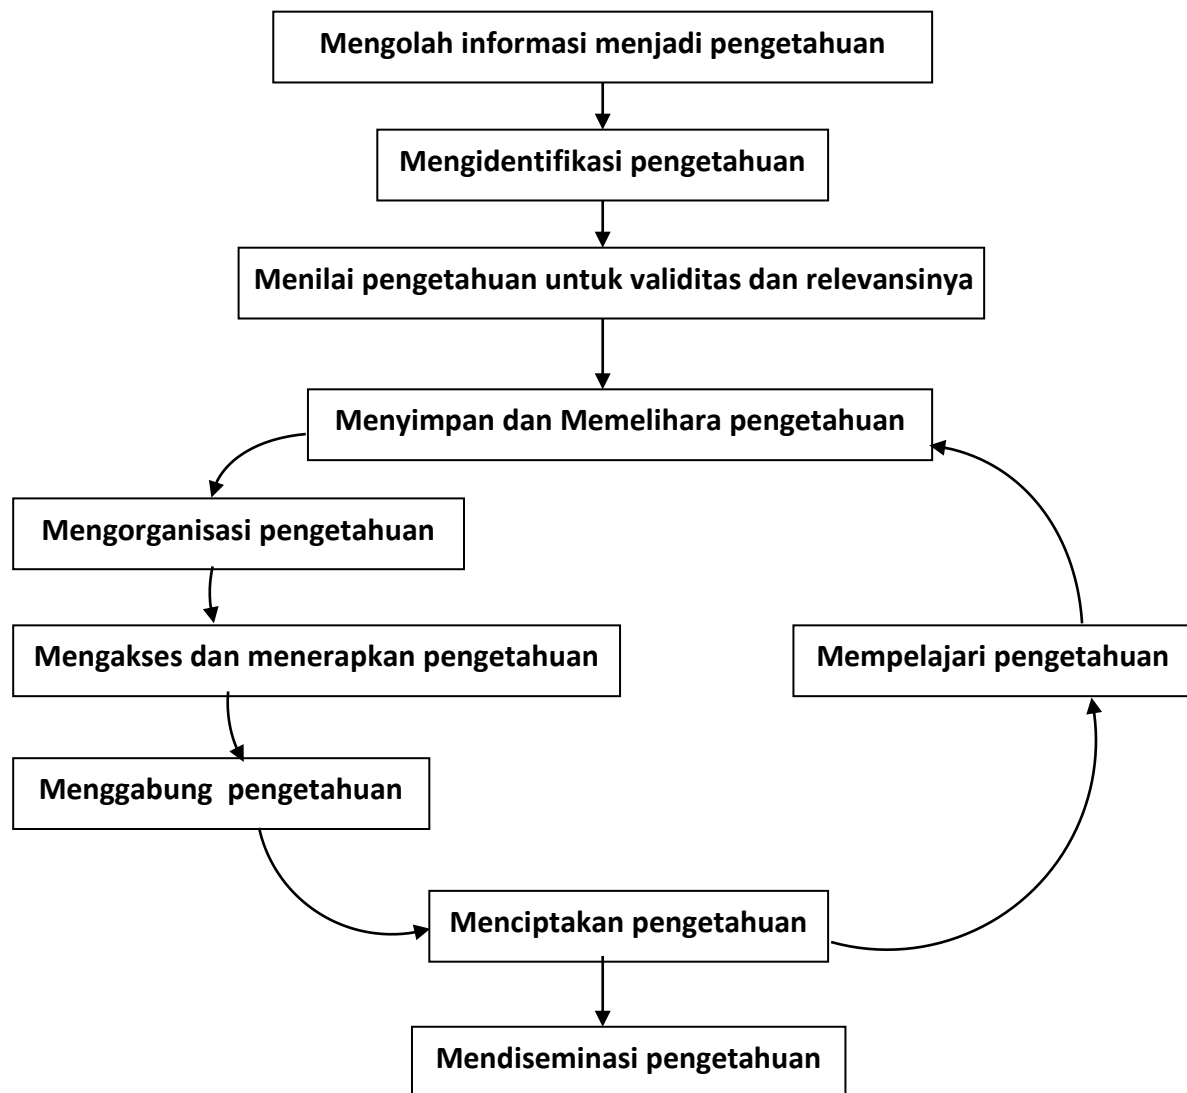 Mengolah informasi menjadi pengetahuan
Mengidentifikasi pengetahuan
Menilai pengetahuan untuk validitas dan relevansinya
Menyimpan dan Memelihara pengetahuan
Mengorganisasi pengetahuan
Mengakses dan menerapkan pengetahuan
Mempelajari pengetahuan
Menggabung  pengetahuan
Menciptakan pengetahuan
Mendiseminasi pengetahuan